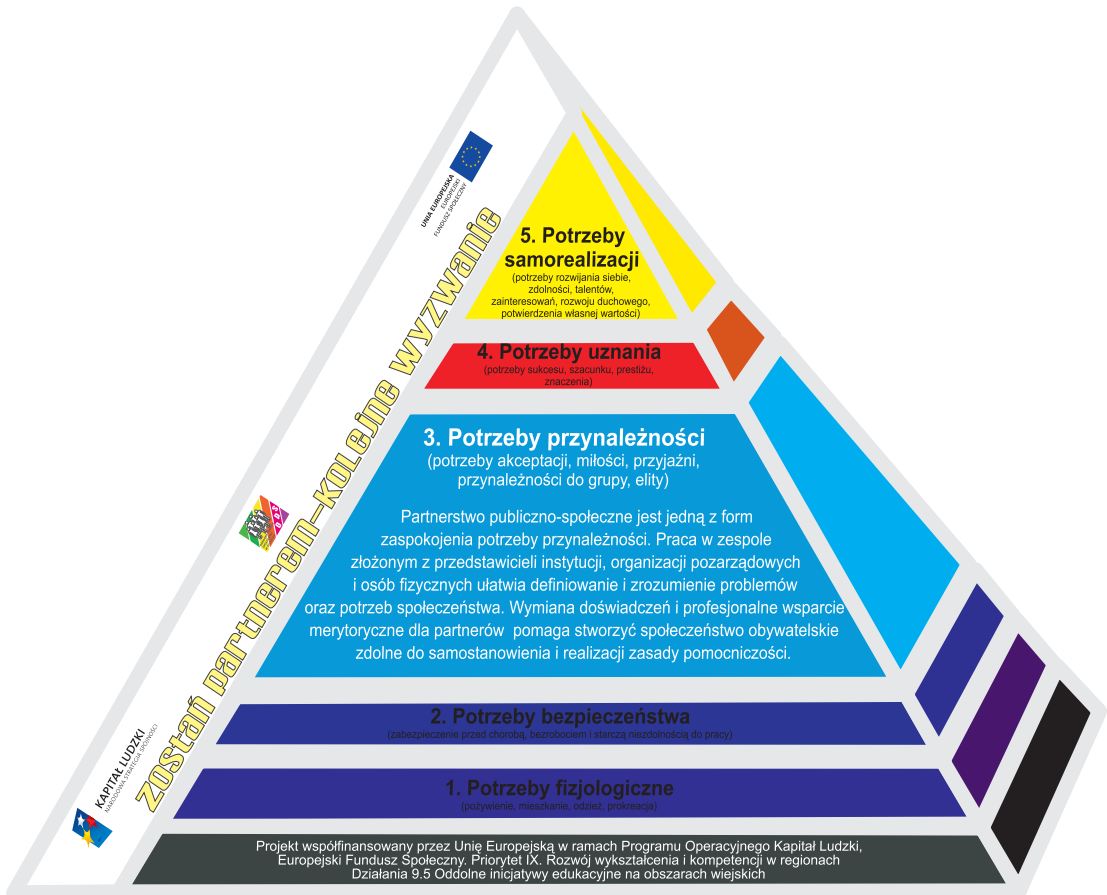 UNIA EUROPEJSKA
EUROPEJSKI
FUNDUSZ SPOŁECZNY
zostań partnerem–kolejne wyzwanie
KAPITAŁ LUDZKI
NARODOWA STRATEGIA SPÓJNOŚCI
5. Potrzeby
samorealizacji
(potrzeby rozwijania siebie,
zdolności, talentów,
zainteresowań, rozwoju duchowego,
potwierdzenia własnej wartości)
4. Potrzeby uznania
(potrzeby sukcesu, szacunku, prestiżu,
znaczenia)
3. Potrzeby przynależności
(potrzeby akceptacji, miłości, przyjaźni,
przynależności do grupy, elity)
Partnerstwo publiczno-społeczne jest jedną z form
zaspokojenia potrzeby przynależności. Praca w zespole
złożonym z przedstawicieli instytucji, organizacji pozarządowych
i osób fizycznych ułatwia definiowanie i zrozumienie problemów
oraz potrzeb społeczeństwa. Wymiana doświadczeń i profesjonalne wsparcie
merytoryczne dla partnerów pomaga stworzyć społeczeństwo obywatelskie
zdolne do samostanowienia i realizacji zasady pomocniczości.
2. Potrzeby bezpieczeństwa
(zabezpieczenie przed chorobą, bezrobociem i starczą niezdolnością do pracy)
1. Potrzeby fizjologiczne
(pożywienie, mieszkanie, odzież, prokreacja)
Projekt współfinansowany przez Unię Europejską w ramach Programu Operacyjnego Kapitał Ludzki,
Europejski Fundusz Społeczny. Priorytet IX. Rozwój wykształcenia i kompetencji w regionach
Działania 9.5 Oddolne inicjatywy edukacyjne na obszarach wiejskich